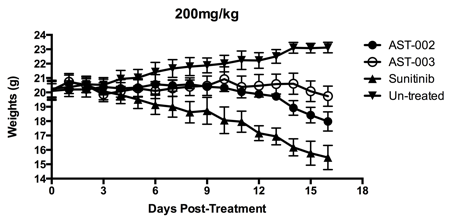 200mg/kg
24
23
22
21
20
19
18
17
16
15
14
Weights (g)
0
3
6
9
12
15
18
Days Post-Treatment
AST-002
AST-003
Sunitinib
Un-treated